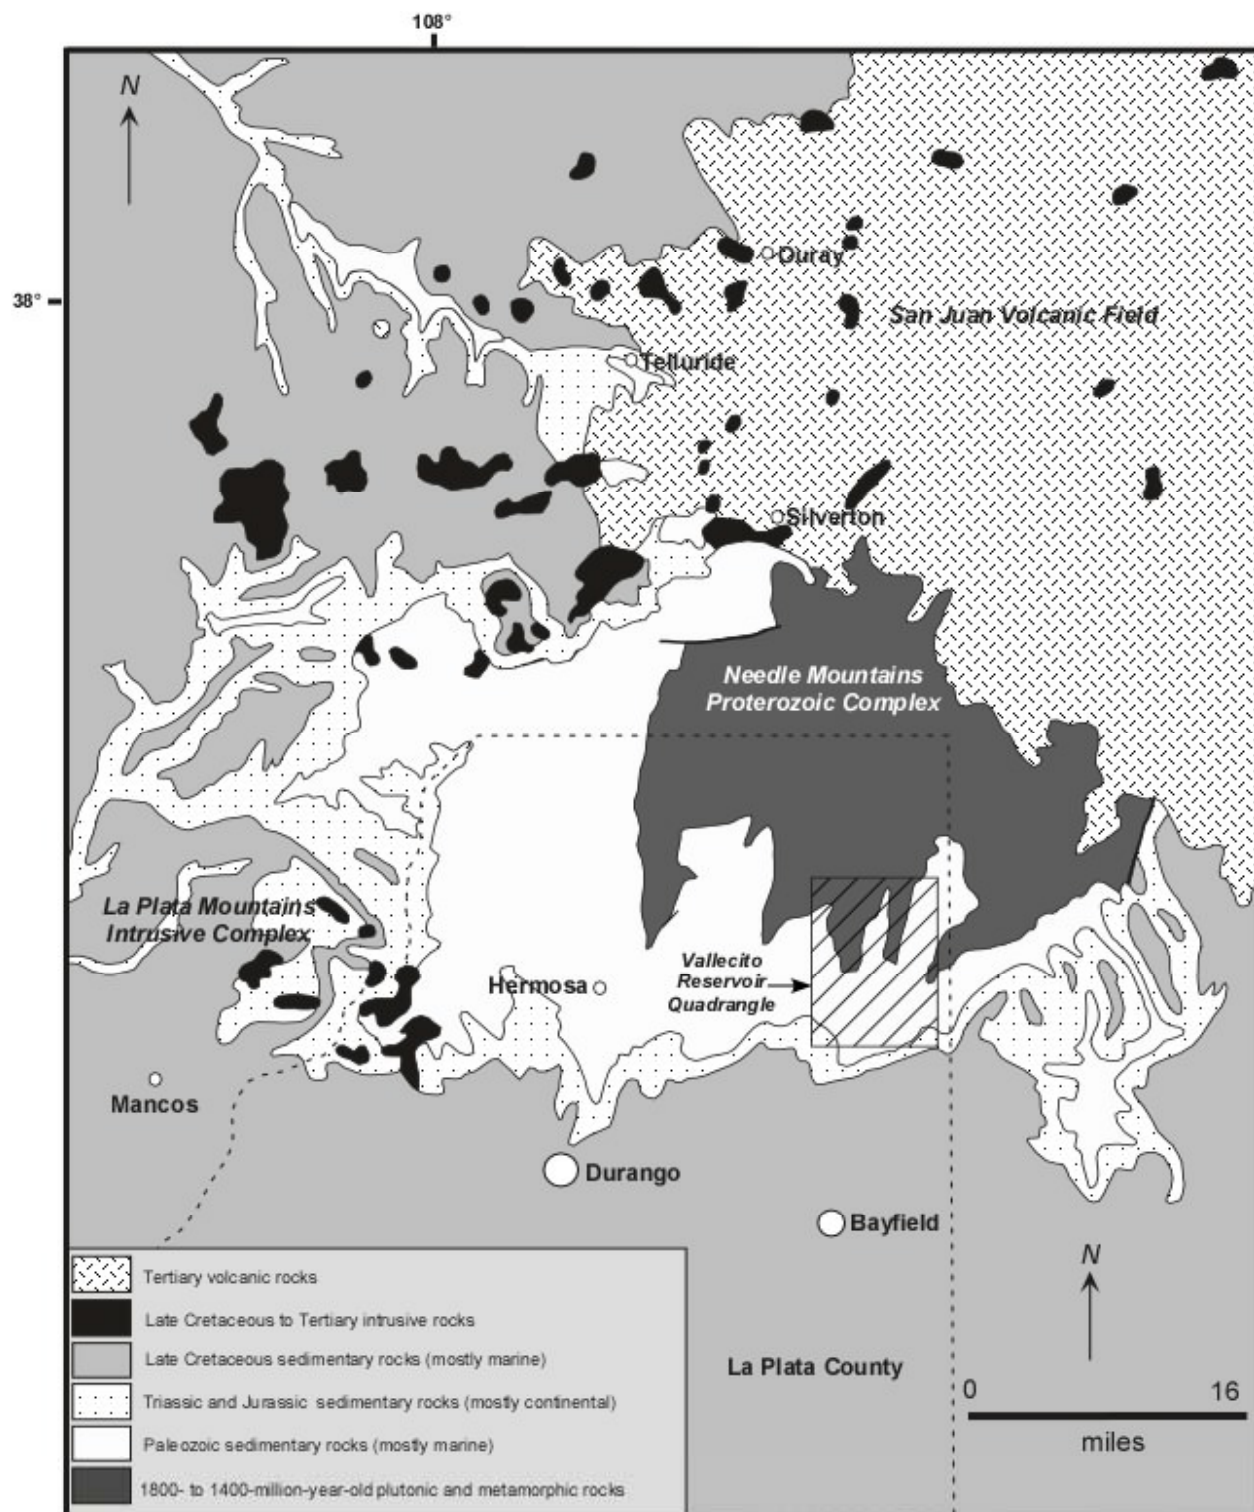 108°
N
38°
Ouray
San Juan Volcanic Field
Telluride
Silverton
Needle Mountains
Proterozoic Complex
La Plata Mountains
Intrusive Complex
Vallecito
Reservoir
Quadrangle
Hermosa
Mancos
Durango
Bayfield
N
La Plata County
0 16
miles
Tertiary volcanic rocks
Late Cretaceous to Tertiary intrusive rocks
Late Cretaceous sedimentary rocks (mostly marine)
Triassic and Jurassic sedimentary rocks (mostly continental)
Paleozoic sedimentary rocks (mostly marine)
1800- to 1400-million-year-old plutonic and metamorphic rocks